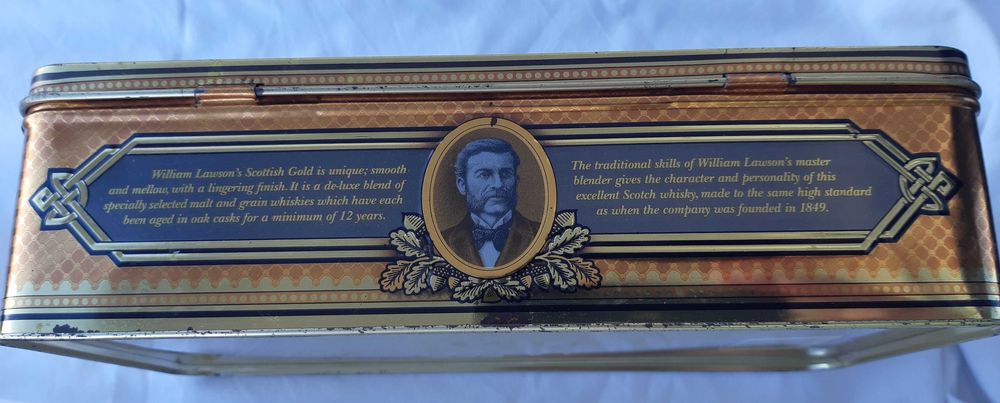 William Lawson's Scottish Gold is unique; smooth
and mellow, with a lingering finish. It is a de-luxe blend of
specially selected malt and grain whiskies which have each
been aged in oak casks for a minimum of 12 years.
The traditional skills of William Lawson's master
blender gives the character and personality of this
excellent Scotch whisky, made to the same high standard
as when the company was founded in 1849.